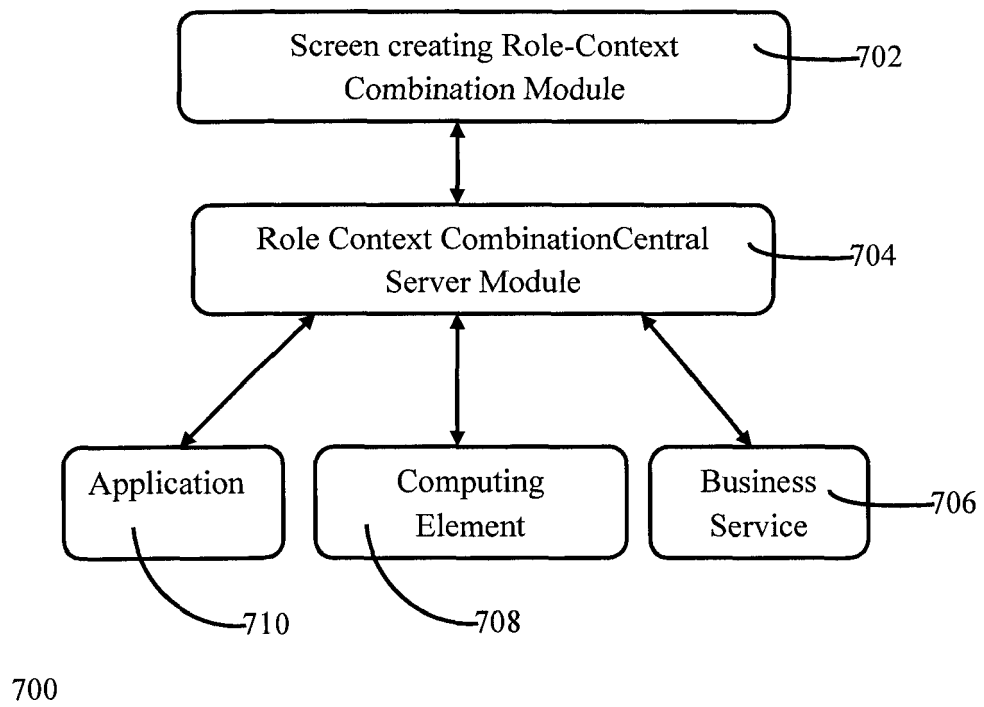 Screen creating Role-Context
Combination Module
702
Role Context CombinationCentral
Server Module
704
Application
Computing
Element
Business
Service
706
710
708
700